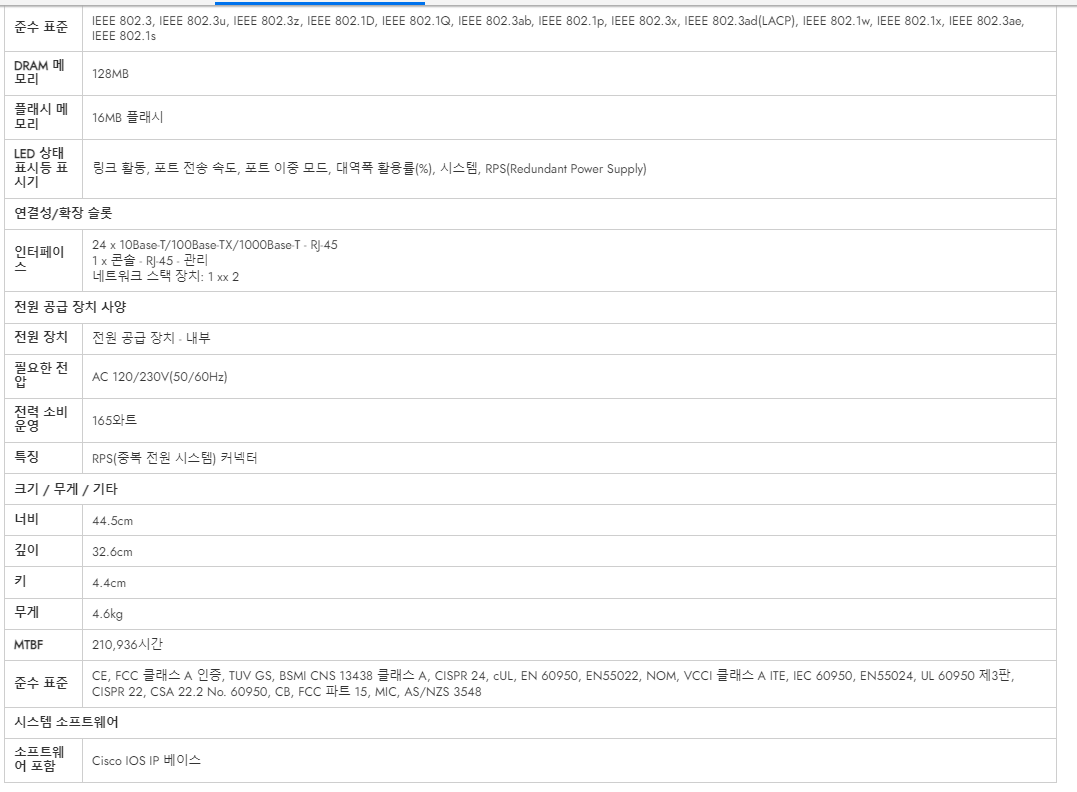 준수 표준
IEEE 802.3, IEEE 802.3u, IEEE 802.3z, IEEE 802.1D, IEEE 802.1Q, IEEE 802.3ab, IEEE 802.1p, IEEE 802.3x, IEEE 802.3ad(LACP), IEEE 802.1w, IEEE 802.1x, IEEE 802.3ae,
IEEE 802.1s
DRAM 메
모리
128MB
플래시 메
모리
16MB 플래시
LED 상태
표시등 표
시기
링크 활동, 포트 전송 속도, 포트 이중 모드, 대역폭 활용률(%), 시스템, RPS(Redundant Power Supply)
연결성/확장 슬롯
인터페이
스
24 x 10Base-T/100Base-TX/1000Base-T - RJ-45
1 x 콘솔 - RJ-45 - 관리
네트워크 스택 장치: 1 xx 2
전원 공급 장치 사양
전원 장치
전원 공급 장치 - 내부
필요한 전
압
AC 120/230V(50/60Hz)
전력 소비
운영
165와트
특징
RPS(중복 전원 시스템) 커넥터
크기 / 무게 / 기타
너비
44.5cm
깊이
32.6cm
키
4.4cm
무게
4.6kg
MTBF
210,936시간
준수 표준
CE, FCC 클래스 A 인증, TUV GS, BSMI CNS 13438 클래스 A, CISPR 24, cUL, EN 60950, EN55022, NOM, VCCI 클래스 A ITE, IEC 60950, EN55024, UL 60950 제3판,
CISPR 22, CSA 22.2 No. 60950, CB, FCC 파트 15, MIC, AS/NZS 3548
시스템 소프트웨어
소프트웨
어 포함
Cisco IOS IP 베이스